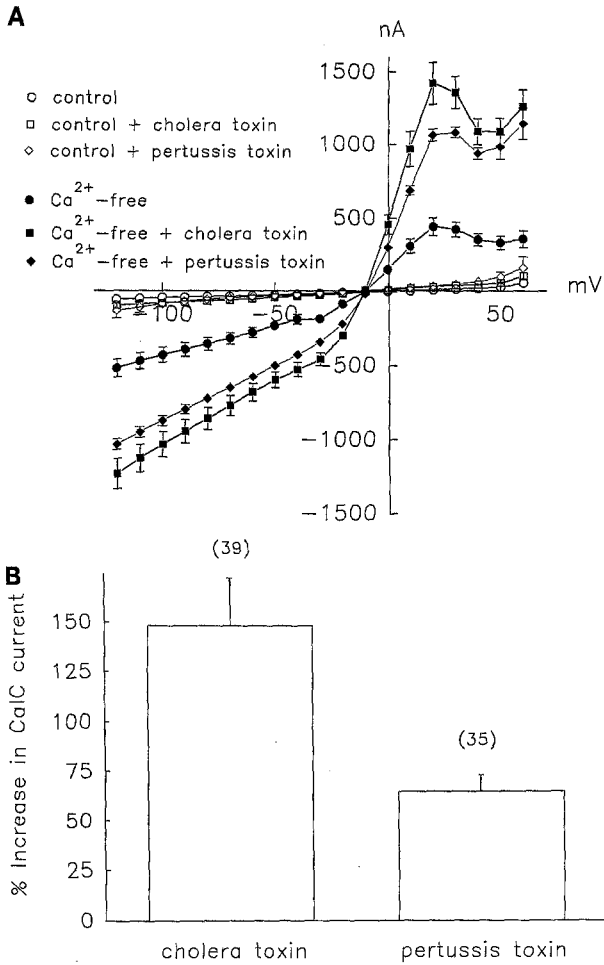 A
nA
control
control + cholera toxin
control + pertussis toxin
Ca2+-free
Ca2+-free + cholera toxin
Ca2+-free + pertussis toxin
1500
1000
500
mV
-100
-50
50
-500
-1000
-1500
B
% Increase in CaIC current
(39)
(35)
150
125
100
75
50
25
0
cholera toxin
pertussis toxin